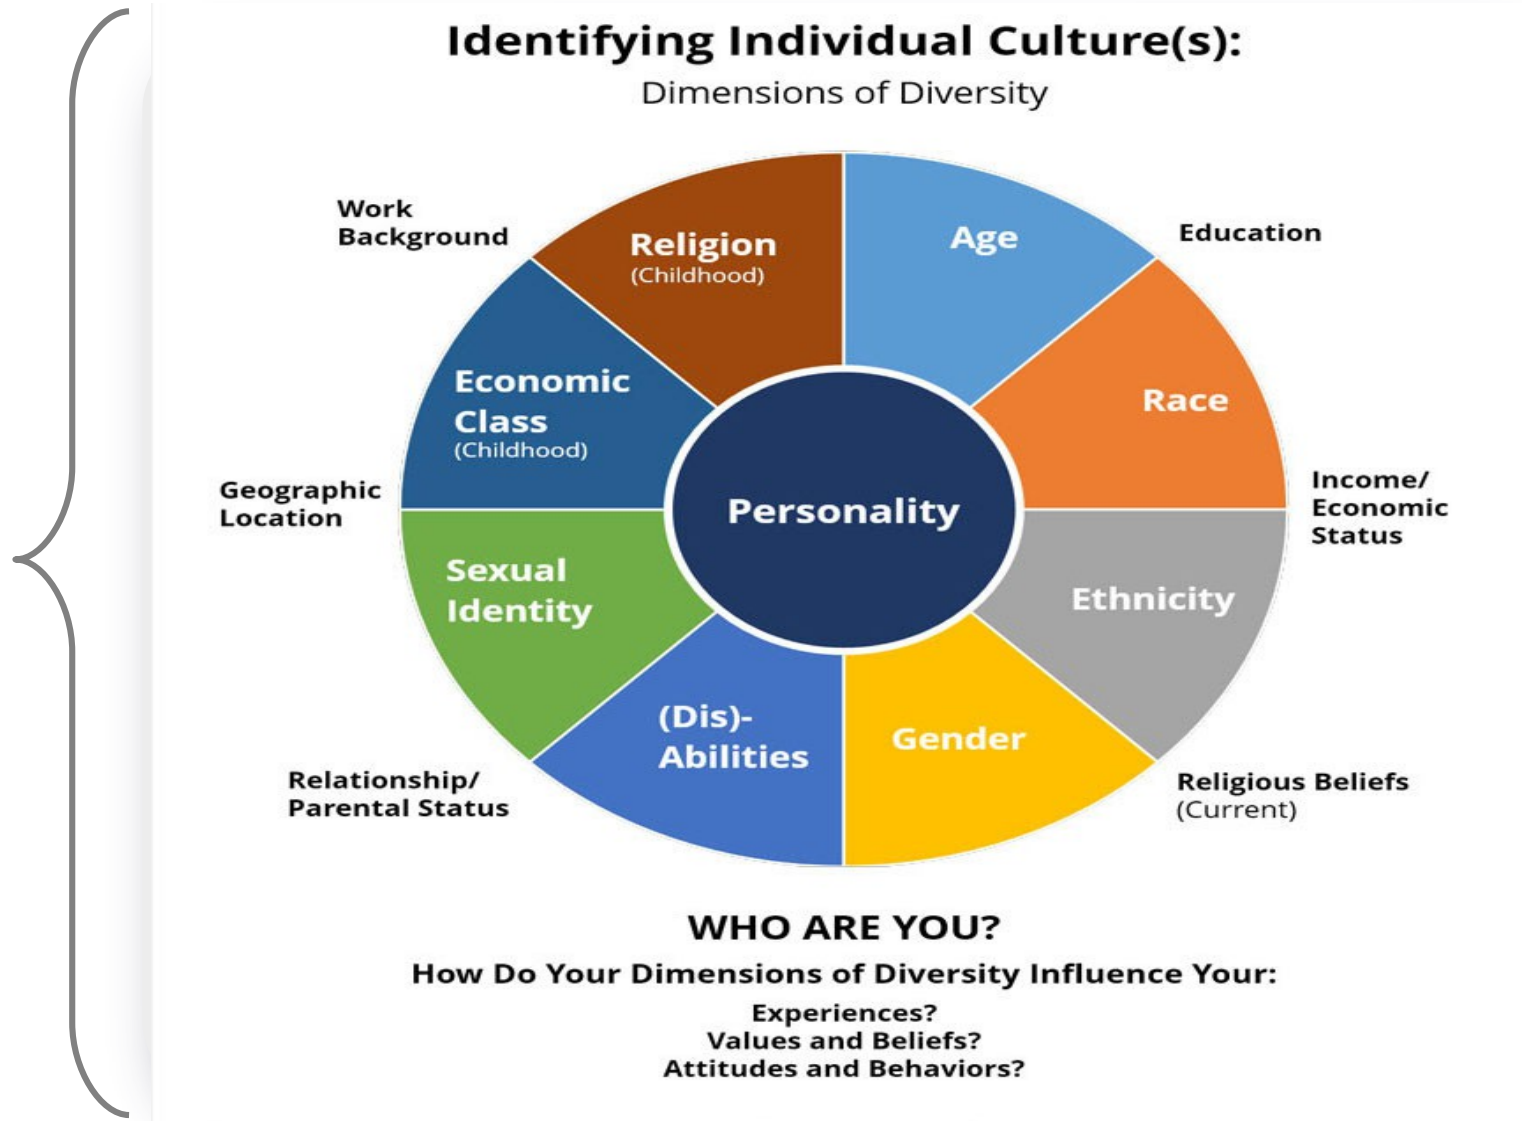 Identifying Individual Culture(s):
Dimensions of Diversity
Work
Background
Religion
(Childhood)
Age
Education
Economic
Class
(Childhood)
Race
Geographic
Location
Personality
Income/
Economic
Status
Sexual
Identity
Ethnicity
(Dis)-
Abilities
Gender
Relationship/
Parental Status
Religious Beliefs
(Current)
WHO ARE YOU?
How Do Your Dimensions of Diversity Influence Your:
Experiences?
Values and Beliefs?
Attitudes and Behaviors?